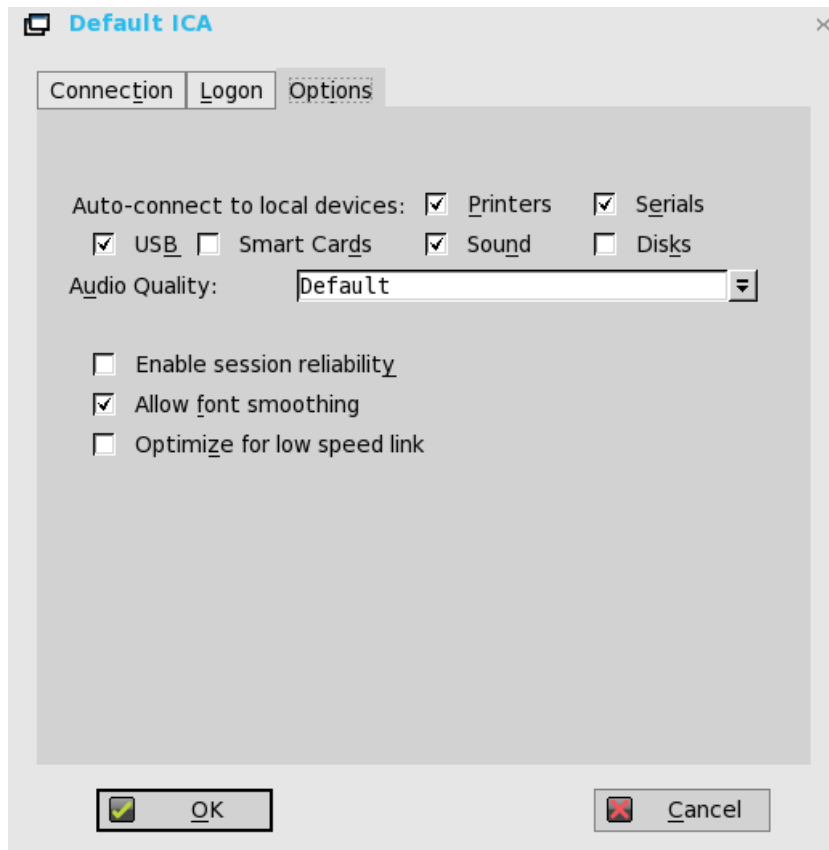 Default ICA
Connection Logon Options
Auto-connect to local devices: Printers Serials
USB Smart Cards Sound Disks
Audio Quality: Default
Enable session reliability
Allow font smoothing
Optimize for low speed link
OK Cancel